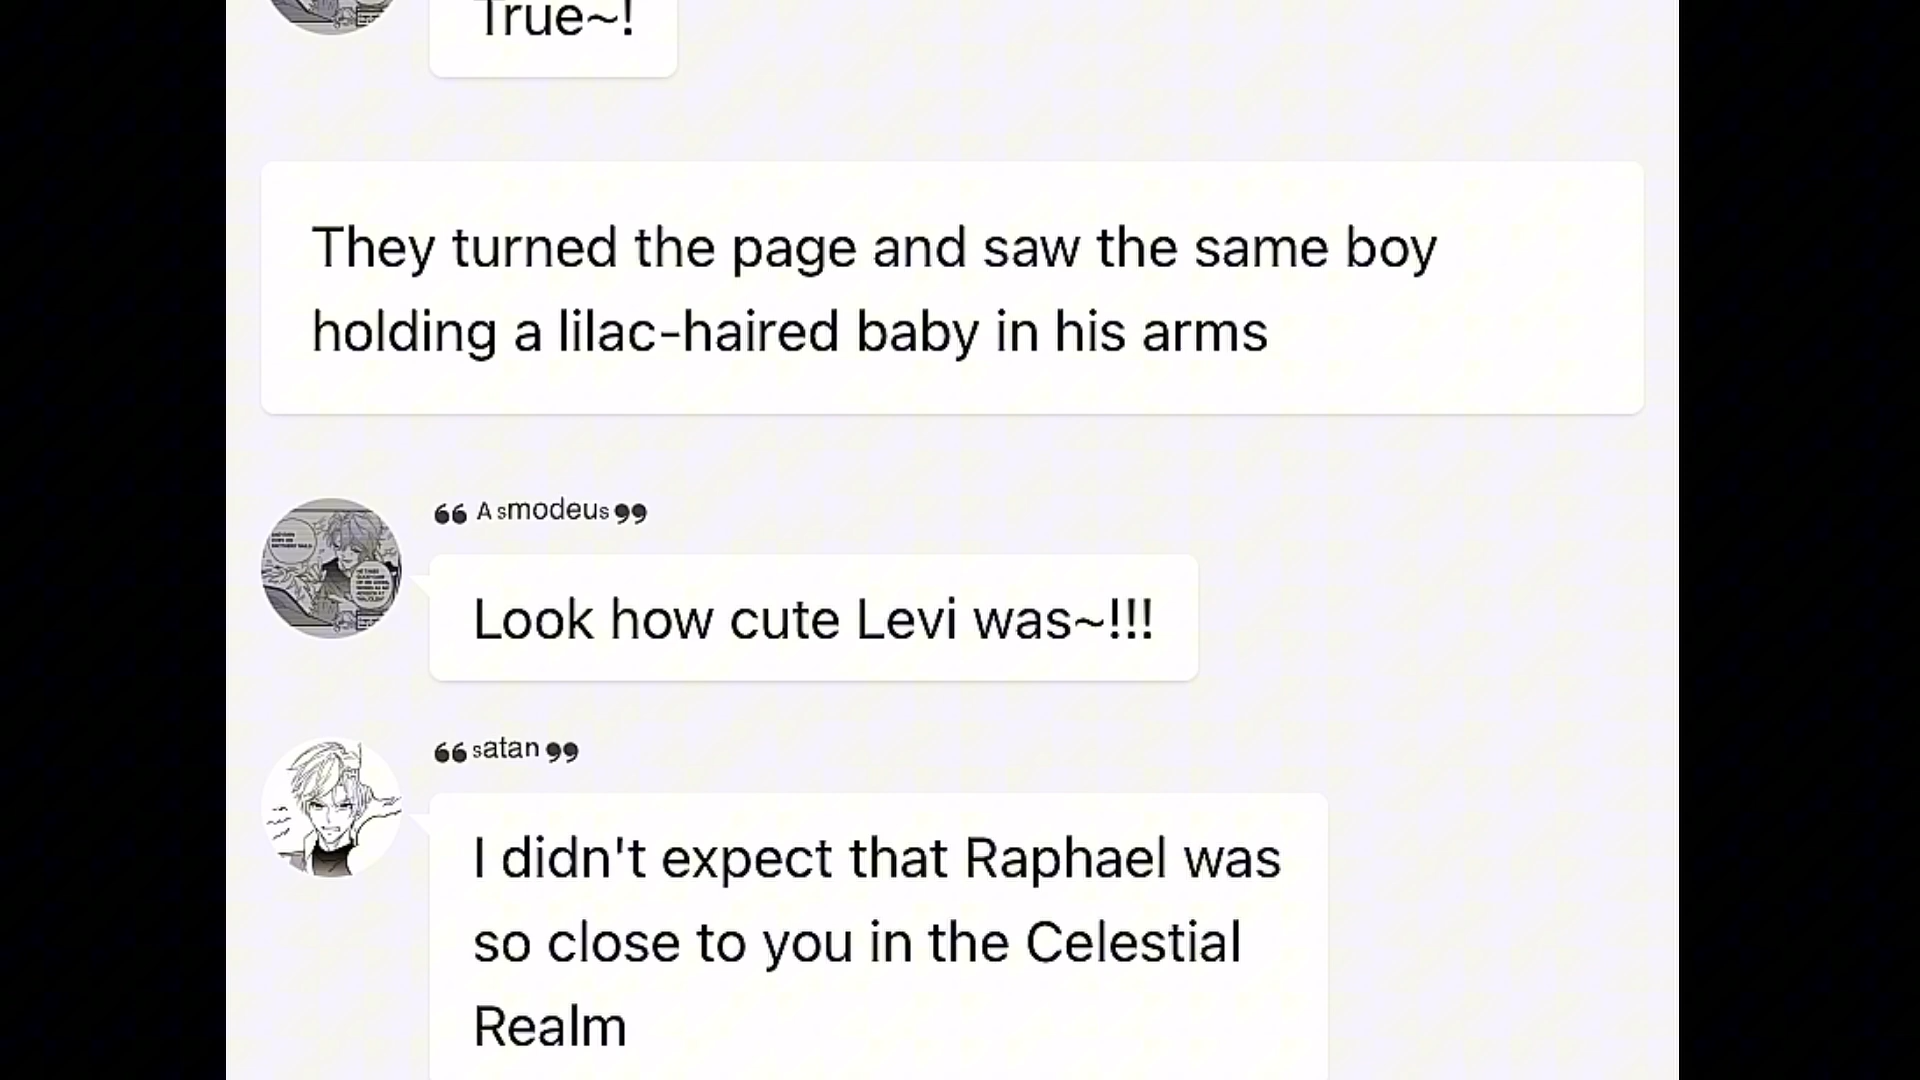 True~!
They turned the page and saw the same boy
holding a lilac-haired baby in his arms
❝ Asmodeus ❞
Look how cute Levi was~!!!
❝ satan ❞
I didn't expect that Raphael was
so close to you in the Celestial
Realm